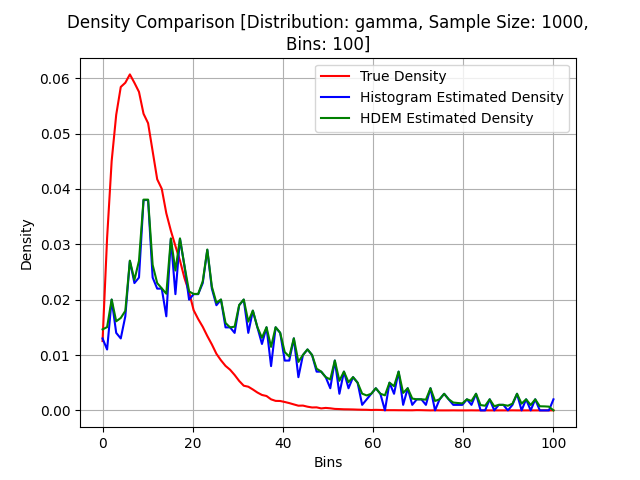 Density Comparison [Distribution: gamma, Sample Size: 1000,
Bins: 100]
True Density
Histogram Estimated Density
HDEM Estimated Density
Density
0.06
0.05
0.04
0.03
0.02
0.01
0.00
0 20 40 60 80 100
Bins